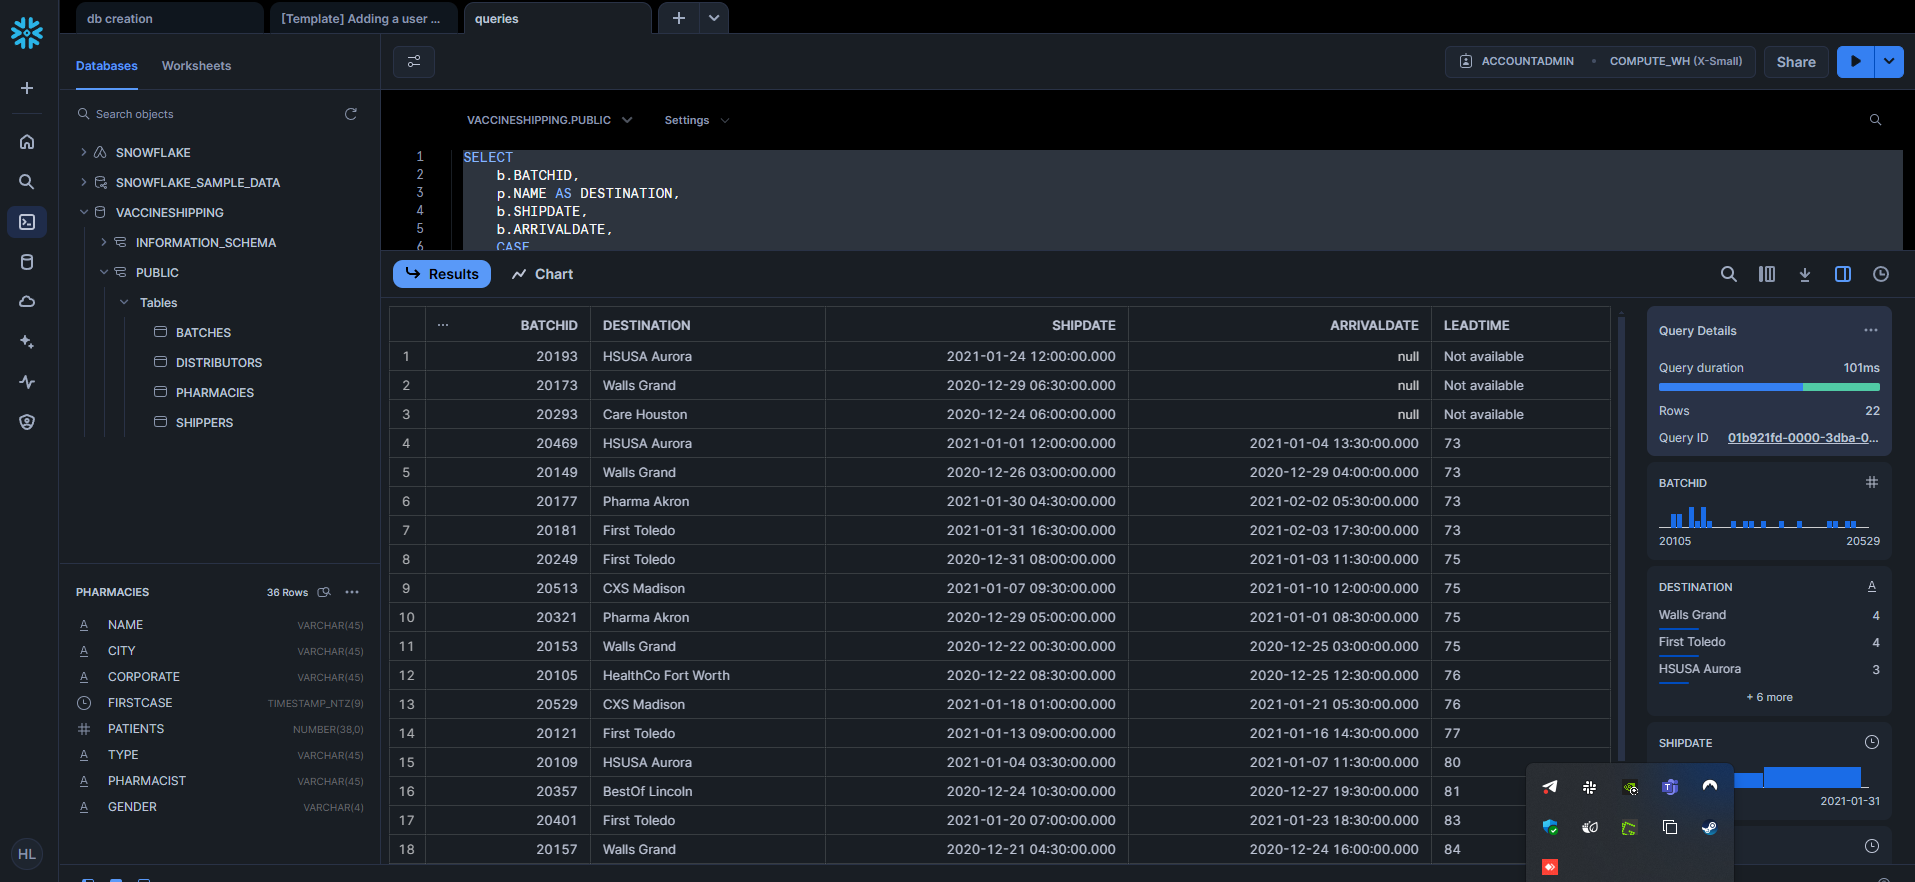 db creation
[Template] Adding a user ...
queries
Databases
Worksheets
ACCOUNTADMIN
COMPUTE_WH (X-Small)
Share
Search objects
SNOWFLAKE
SNOWFLAKE_SAMPLE_DATA
VACCINESHIPPING
INFORMATION_SCHEMA
PUBLIC
Tables
BATCHES
DISTRIBUTORS
PHARMACIES
SHIPPERS
PHARMACIES 36 Rows ...
NAME VARCHAR(45)
CITY VARCHAR(45)
CORPORATE VARCHAR(45)
FIRSTCASE TIMESTAMP_NTZ(9)
PATIENTS NUMBER(38,0)
TYPE VARCHAR(45)
PHARMACIST VARCHAR(45)
GENDER VARCHAR(4)
HL
VACCINESHIPPING.PUBLIC Settings
1 SELECT
2 b.BATCHID,
3 p.NAME AS DESTINATION,
4 b.SHIPDATE,
5 b.ARRIVALDATE,
6 CASE
Results Chart
... BATCHID DESTINATION SHIPDATE ARRIVALDATE LEADTIME
1 20193 HSUSA Aurora 2021-01-24 12:00:00.000 null Not available
2 20173 Walls Grand 2020-12-29 06:30:00.000 null Not available
3 20293 Care Houston 2020-12-24 06:00:00.000 null Not available
4 20469 HSUSA Aurora 2021-01-01 12:00:00.000 2021-01-04 13:30:00.000 73
5 20149 Walls Grand 2020-12-26 03:00:00.000 2020-12-29 04:00:00.000 73
6 20177 Pharma Akron 2021-01-30 04:30:00.000 2021-02-02 05:30:00.000 73
7 20181 First Toledo 2021-01-31 16:30:00.000 2021-02-03 17:30:00.000 73
8 20249 First Toledo 2020-12-31 08:00:00.000 2021-01-03 11:30:00.000 75
9 20513 CXS Madison 2021-01-07 09:30:00.000 2021-01-10 12:00:00.000 75
10 20321 Pharma Akron 2020-12-29 05:00:00.000 2021-01-01 08:30:00.000 75
11 20153 Walls Grand 2020-12-22 00:30:00.000 2020-12-25 03:00:00.000 75
12 20105 HealthCo Fort Worth 2020-12-22 08:30:00.000 2020-12-25 12:30:00.000 76
13 20529 CXS Madison 2021-01-18 01:00:00.000 2021-01-21 05:30:00.000 76
14 20121 First Toledo 2021-01-13 09:00:00.000 2021-01-16 14:30:00.000 77
15 20109 HSUSA Aurora 2021-01-04 03:30:00.000 2021-01-07 11:30:00.000 80
16 20357 BestOf Lincoln 2020-12-24 10:30:00.000 2020-12-27 19:30:00.000 81
17 20401 First Toledo 2021-01-20 07:00:00.000 2021-01-23 18:30:00.000 83
18 20157 Walls Grand 2020-12-21 04:30:00.000 2020-12-24 16:00:00.000 84
Query Details ...
Query duration 101ms
Rows 22
Query ID 01b921fd-0000-3dba-0...
BATCHID #
20105 20529
DESTINATION A
Walls Grand 4
First Toledo 4
HSUSA Aurora 3
+ 6 more
SHIPDATE
2021-01-31